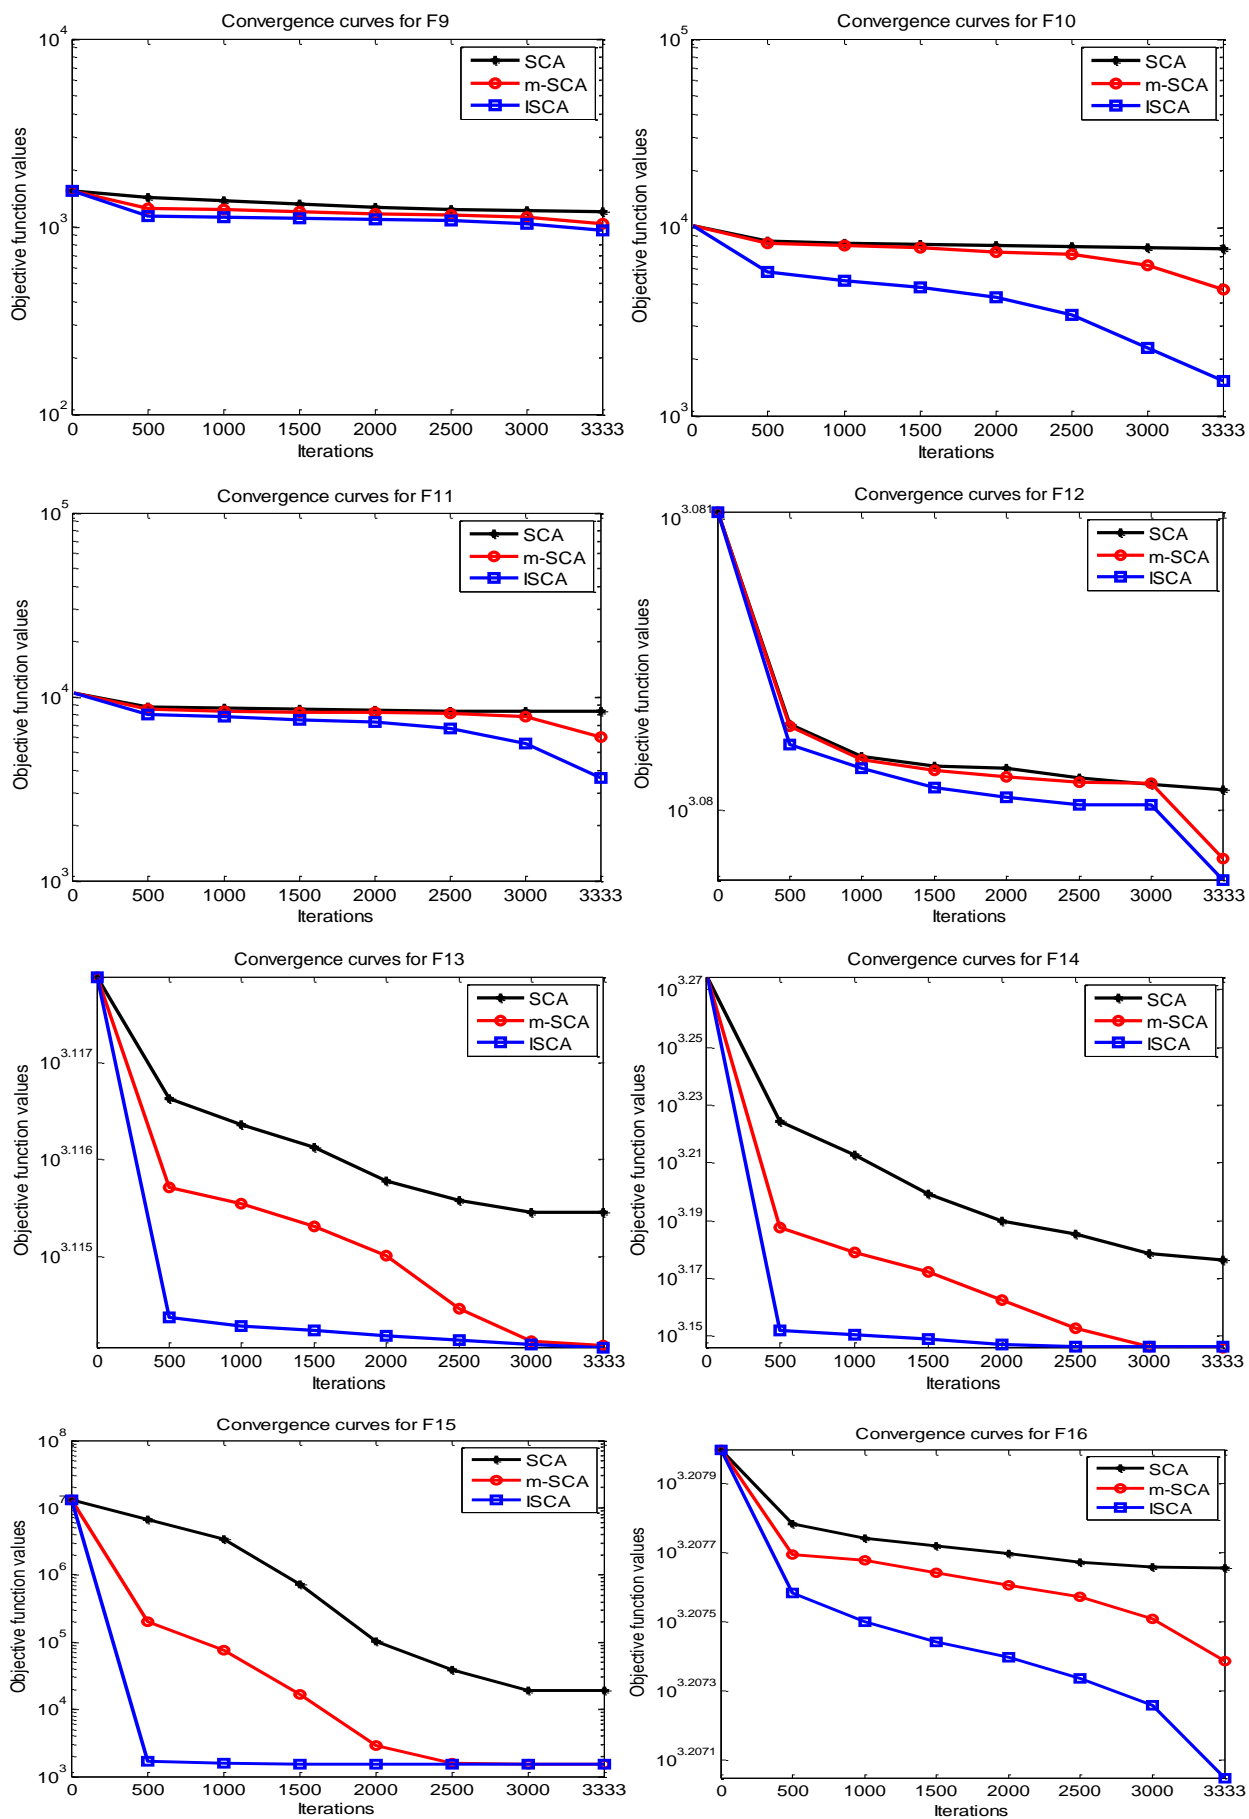 Convergence curves for F9
10^4
10^3
10^2
Objective function values
SCA
m-SCA
ISCA
0 500 1000 1500 2000 2500 3000 3333
Iterations
Convergence curves for F10
10^5
10^4
10^3
Objective function values
SCA
m-SCA
ISCA
0 500 1000 1500 2000 2500 3000 3333
Iterations
Convergence curves for F11
10^5
10^4
10^3
Objective function values
SCA
m-SCA
ISCA
0 500 1000 1500 2000 2500 3000 3333
Iterations
Convergence curves for F12
10^3.081
10^3.08
Objective function values
SCA
m-SCA
ISCA
0 500 1000 1500 2000 2500 3000 3333
Iterations
Convergence curves for F13
10^3.117
10^3.116
10^3.115
Objective function values
SCA
m-SCA
ISCA
0 500 1000 1500 2000 2500 3000 3333
Iterations
Convergence curves for F14
10^3.27
10^3.25
10^3.23
10^3.21
10^3.19
10^3.17
10^3.15
Objective function values
SCA
m-SCA
ISCA
0 500 1000 1500 2000 2500 3000 3333
Iterations
Convergence curves for F15
10^8
10^7
10^6
10^5
10^4
10^3
Objective function values
SCA
m-SCA
ISCA
0 500 1000 1500 2000 2500 3000 3333
Iterations
Convergence curves for F16
10^3.2079
10^3.2077
10^3.2075
10^3.2073
10^3.2071
Objective function values
SCA
m-SCA
ISCA
0 500 1000 1500 2000 2500 3000 3333
Iterations